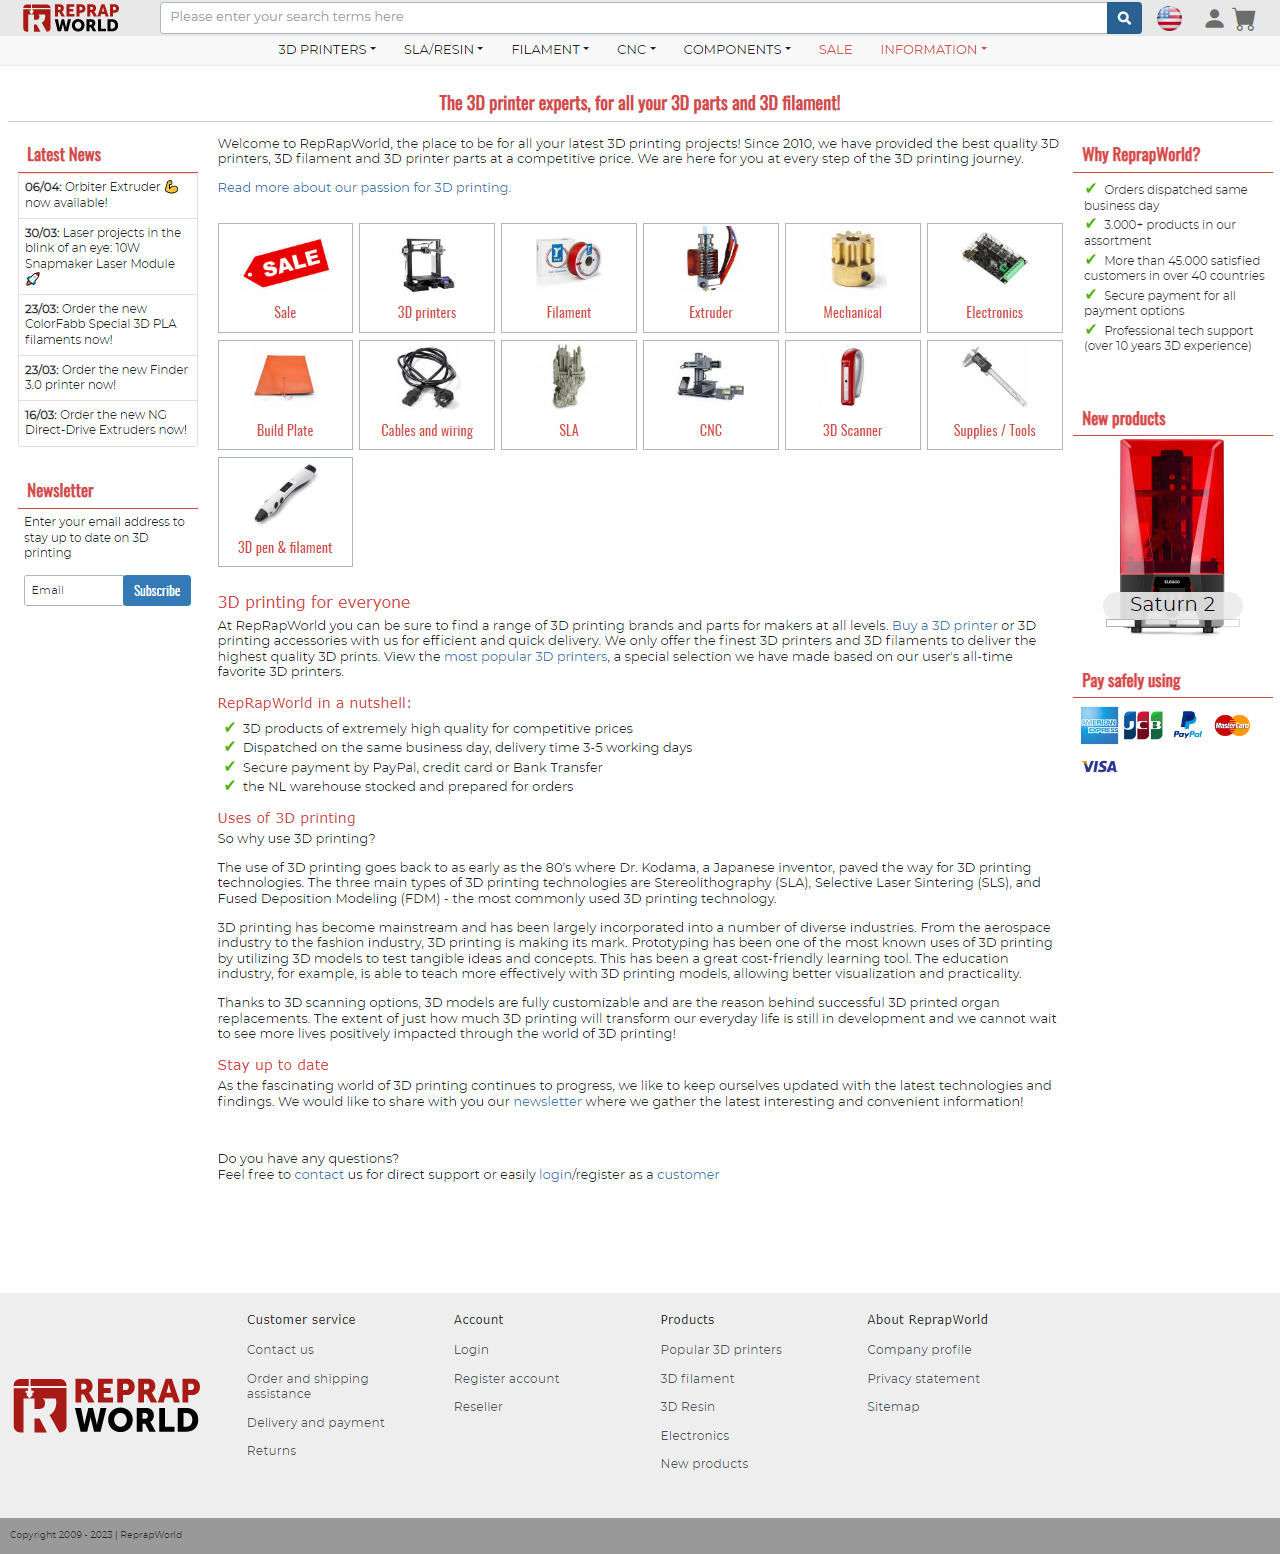 REPRAP
WORLD
Please enter your search terms here
3D PRINTERS SLA/RESIN FILAMENT CNC COMPONENTS SALE INFORMATION
The 3D printer experts, for all your 3D parts and 3D filament!
Latest News
06/04: Orbiter Extruder 💪
now available!
30/03: Laser projects in the
blink of an eye: 10W
Snapmaker Laser Module
🚀
23/03: Order the new
ColorFabb Special 3D PLA
filaments now!
23/03: Order the new Finder
3.0 printer now!
16/03: Order the new NG
Direct-Drive Extruders now!
Newsletter
Enter your email address to
stay up to date on 3D
printing
Email Subscribe
Welcome to RepRapWorld, the place to be for all your latest 3D printing projects! Since 2010, we have provided the best quality 3D
printers, 3D filament and 3D printer parts at a competitive price. We are here for you at every step of the 3D printing journey.
Read more about our passion for 3D printing.
SALE
Sale 3D printers Filament Extruder Mechanical Electronics
Build Plate Cables and wiring SLA CNC 3D Scanner Supplies / Tools
3D pen & filament
3D printing for everyone
At RepRapWorld you can be sure to find a range of 3D printing brands and parts for makers at all levels. Buy a 3D printer or 3D
printing accessories with us for efficient and quick delivery. We only offer the finest 3D printers and 3D filaments to deliver the
highest quality 3D prints. View the most popular 3D printers, a special selection we have made based on our user's all-time
favorite 3D printers.
RepRapWorld in a nutshell:
✔ 3D products of extremely high quality for competitive prices
✔ Dispatched on the same business day, delivery time 3-5 working days
✔ Secure payment by PayPal, credit card or Bank Transfer
✔ the NL warehouse stocked and prepared for orders
Uses of 3D printing
So why use 3D printing?
The use of 3D printing goes back to as early as the 80's where Dr. Kodama, a Japanese inventor, paved the way for 3D printing
technologies. The three main types of 3D printing technologies are Stereolithography (SLA), Selective Laser Sintering (SLS), and
Fused Deposition Modeling (FDM) - the most commonly used 3D printing technology.
3D printing has become mainstream and has been largely incorporated into a number of diverse industries. From the aerospace
industry to the fashion industry, 3D printing is making its mark. Prototyping has been one of the most known uses of 3D printing
by utilizing 3D models to test tangible ideas and concepts. This has been a great cost-friendly learning tool. The education
industry, for example, is able to teach more effectively with 3D printing models, allowing better visualization and practicality.
Thanks to 3D scanning options, 3D models are fully customizable and are the reason behind successful 3D printed organ
replacements. The extent of just how much 3D printing will transform our everyday life is still in development and we cannot wait
to see more lives positively impacted through the world of 3D printing!
Stay up to date
As the fascinating world of 3D printing continues to progress, we like to keep ourselves updated with the latest technologies and
findings. We would like to share with you our newsletter where we gather the latest interesting and convenient information!
Do you have any questions?
Feel free to contact us for direct support or easily login/register as a customer
Why ReprapWorld?
✔ Orders dispatched same
business day
✔ 3.000+ products in our
assortment
✔ More than 45.000 satisfied
customers in over 40 countries
✔ Secure payment for all
payment options
✔ Professional tech support
(over 10 years 3D experience)
New products
ELEGOO
Saturn 2
Pay safely using
AMERICAN EXPRESS JCB PayPal MasterCard
VISA
REPRAP
WORLD
Customer service
Contact us
Order and shipping
assistance
Delivery and payment
Returns
Account
Login
Register account
Reseller
Products
Popular 3D printers
3D filament
3D Resin
Electronics
New products
About ReprapWorld
Company profile
Privacy statement
Sitemap
Copyright 2009 - 2023 | ReprapWorld